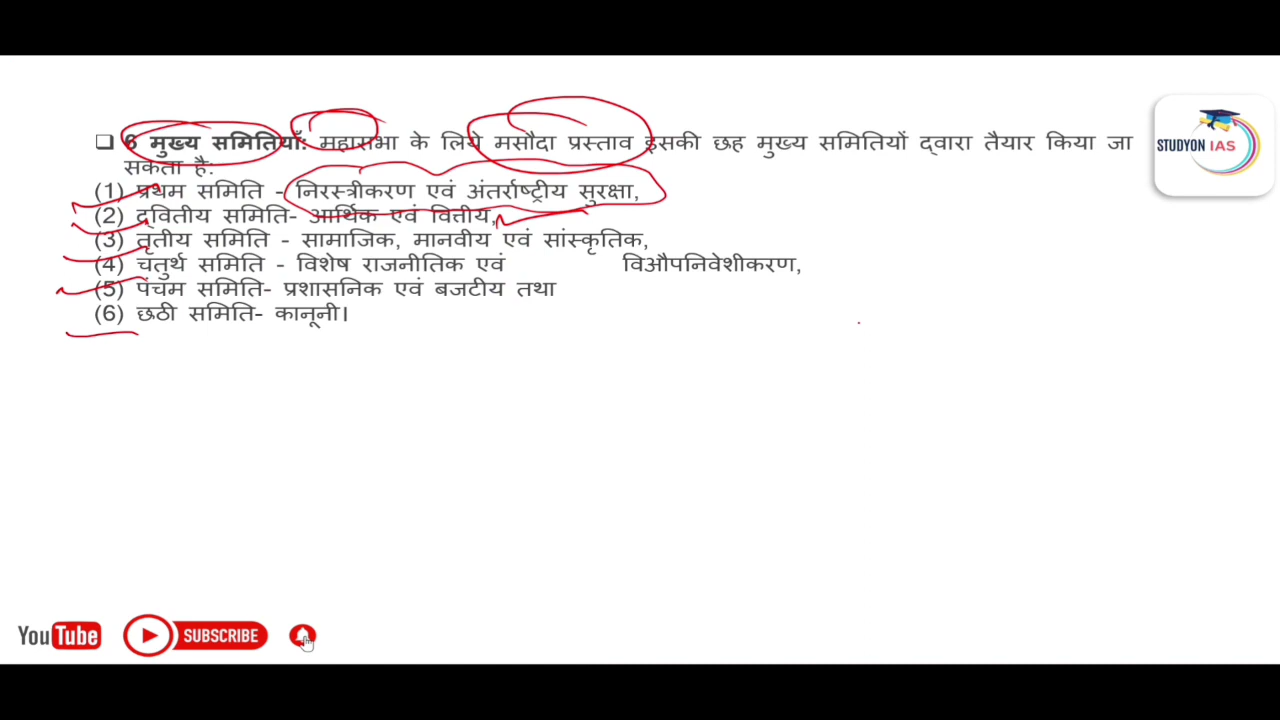 ❑ 6 मुख्य समितियाँ: महासभा के लिये मसौदा प्रस्ताव इसकी छह मुख्य समितियों द्वारा तैयार किया जा
सकता है:
(1) प्रथम समिति - निरस्त्रीकरण एवं अंतर्राष्ट्रीय सुरक्षा,
(2) द्वितीय समिति- आर्थिक एवं वित्तीय,
(3) तृतीय समिति - सामाजिक, मानवीय एवं सांस्कृतिक,
(4) चतुर्थ समिति - विशेष राजनीतिक एवं विऔपनिवेशीकरण,
(5) पंचम समिति- प्रशासनिक एवं बजटीय तथा
(6) छठी समिति- कानूनी।
STUDYON IAS
YouTube SUBSCRIBE